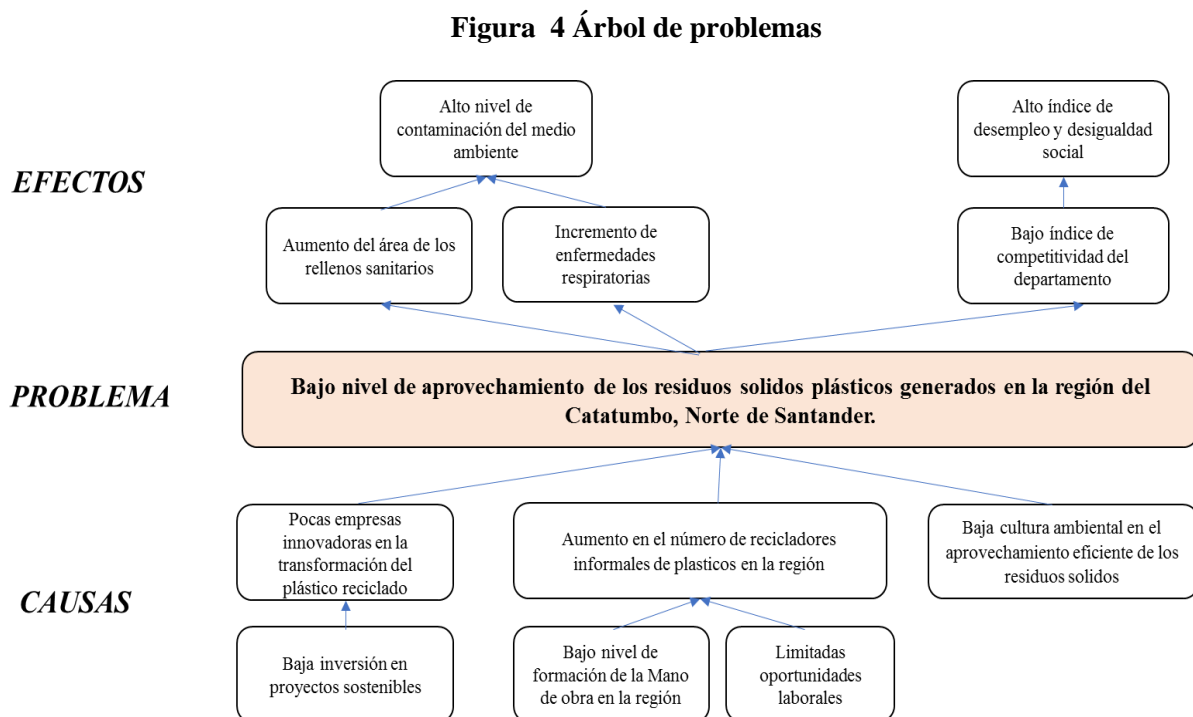 Figura 4 Árbol de problemas
Alto nivel de
contaminación del medio
ambiente
Alto índice de
desempleo y desigualdad
social
EFECTOS
Aumento del área de los
rellenos sanitarios
Incremento de
enfermedades
respiratorias
Bajo índice de
competitividad del
departamento
PROBLEMA
Bajo nivel de aprovechamiento de los residuos solidos plásticos generados en la región del
Catatumbo, Norte de Santander.
Pocas empresas
innovadoras en la
transformación del
plástico reciclado
Aumento en el número de recicladores
informales de plasticos en la región
Baja cultura ambiental en el
aprovechamiento eficiente de los
residuos solidos
CAUSAS
Baja inversión en
proyectos sostenibles
Bajo nivel de
formación de la Mano
de obra en la región
Limitadas
oportunidades
laborales